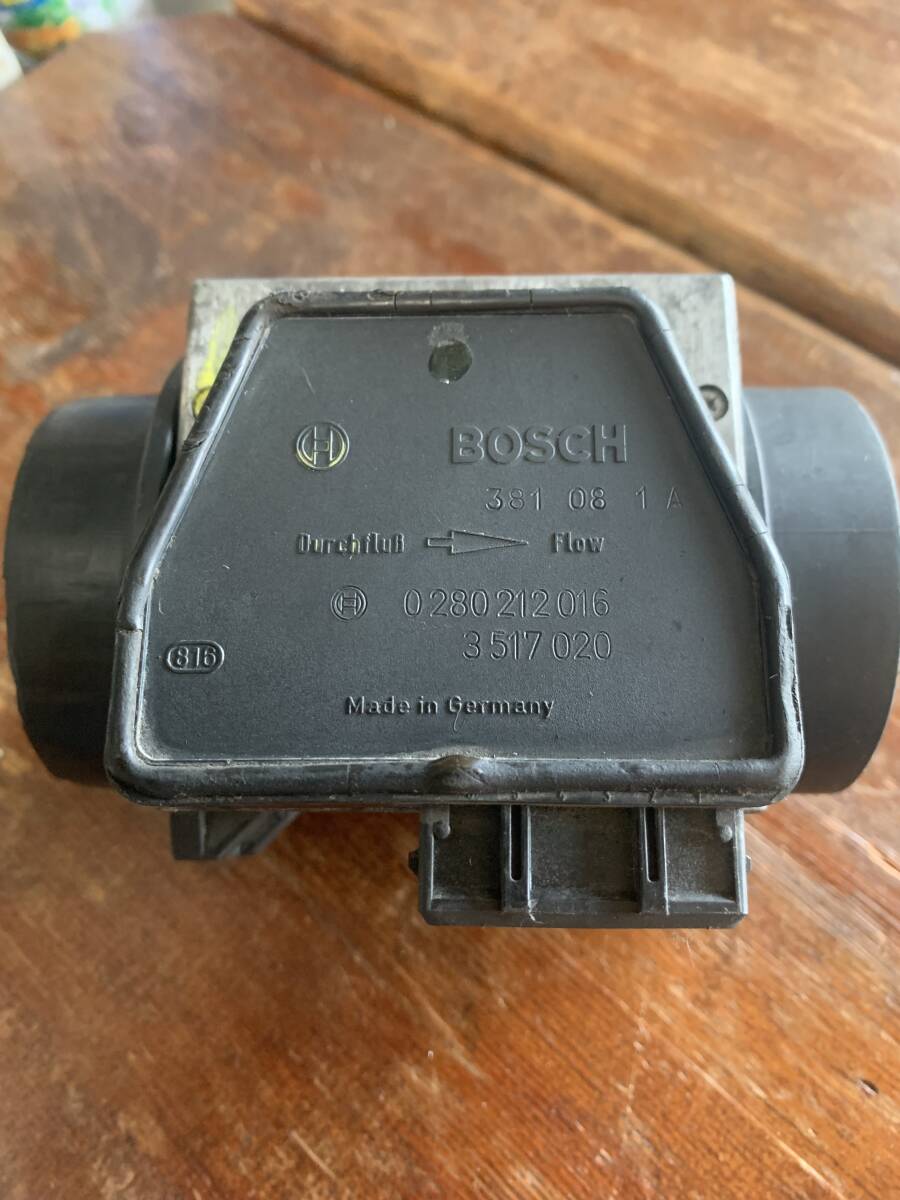 BOSCH
381 08 1 A
Durchfluß Flow
0 280 212 016
3 517 020
816
Made in Germany